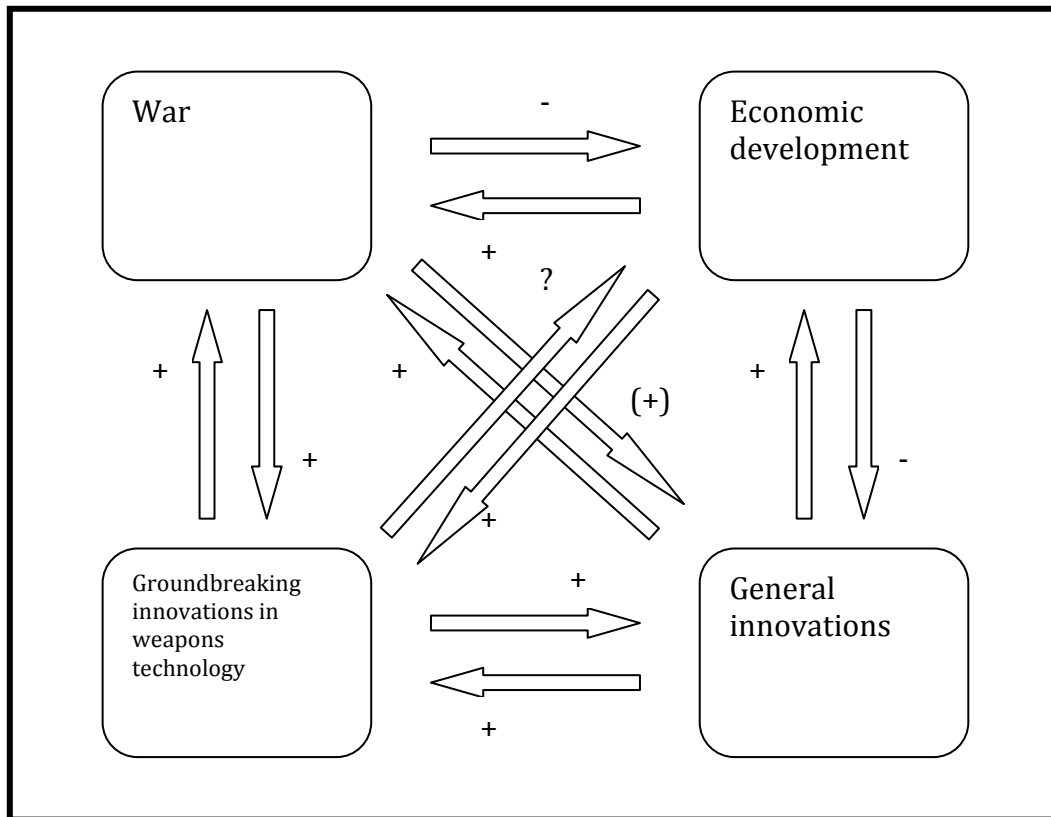 War
-
Economic
development
+
?
+
+
(+)
+
+
-
+
Groundbreaking
innovations in
weapons
technology
+
General
innovations
+